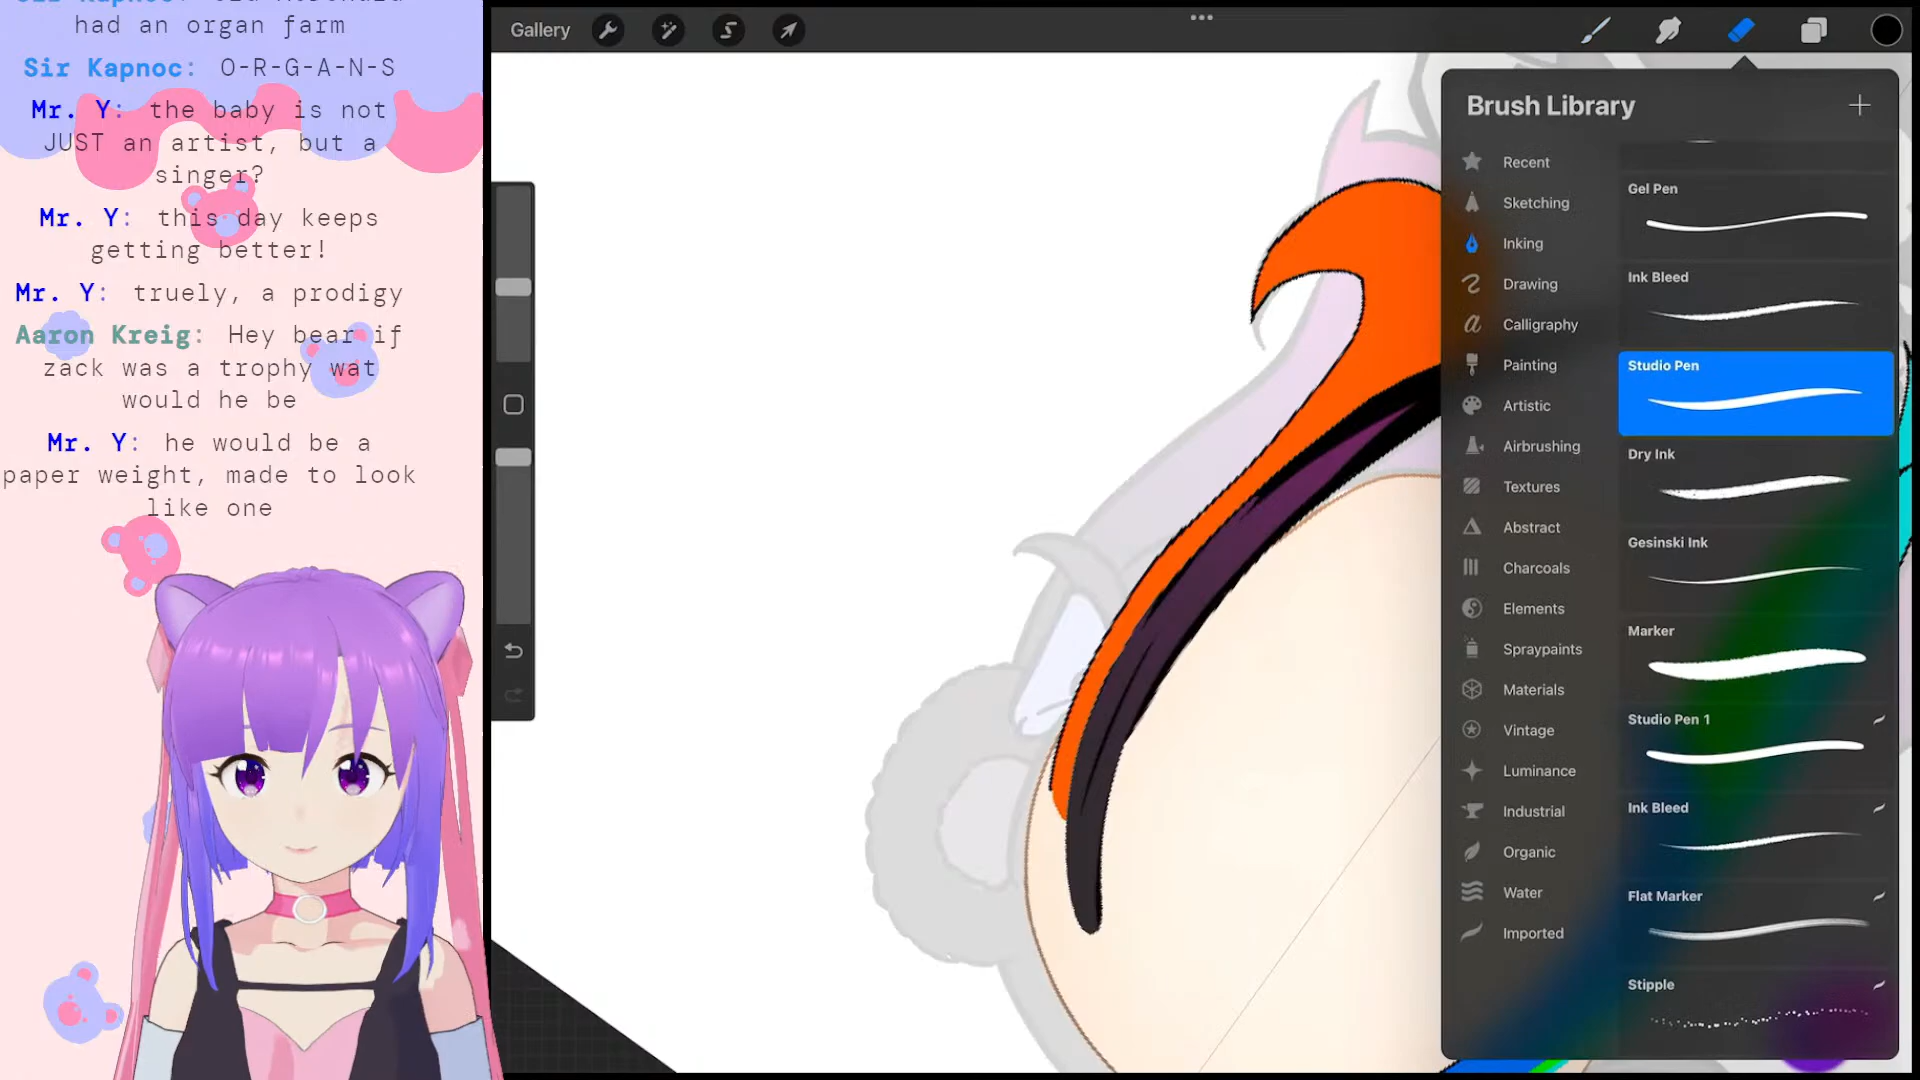 had an organ farm
Sir Kapnoc: O-R-G-A-N-S
Mr. Y: the baby is not
JUST an artist, but a
singer?
Mr. Y: this day keeps
getting better!
Mr. Y: truely, a prodigy
Aaron Kreig: Hey bear if
zack was a trophy wat
would he be
Mr. Y: he would be a
paper weight, made to look
like one
Gallery
Brush Library
Recent
Sketching
Inking
Drawing
Calligraphy
Painting
Artistic
Airbrushing
Textures
Abstract
Charcoals
Elements
Spraypaints
Materials
Vintage
Luminance
Industrial
Organic
Water
Imported
Gel Pen
Ink Bleed
Studio Pen
Dry Ink
Gesinski Ink
Marker
Studio Pen 1
Ink Bleed
Flat Marker
Stipple